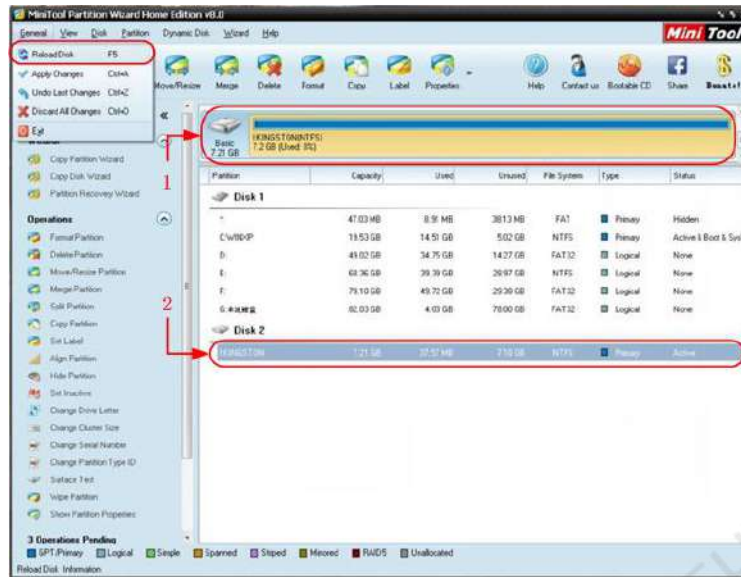 MiniTool Partition Wizard Home Edition v8.0
General View Disk Partition Dynamic Disk Wizard Help
Mini Tool
Reload Disk F5
Apply Changes Ctrl+A
Undo Last Changes Ctrl+Z
Discard All Changes Ctrl+D
Exit
Move/Resize Merge Delete Format Copy Label Properties Help Contact us Bootable CD Share Donate!
Basic
7.21 GB
I:KINGSTON(NTFS)
7.2 GB (Used: 0%)
1
2
Copy Partition Wizard
Copy Disk Wizard
Partition Recovery Wizard
Operations
Format Partition
Delete Partition
Move/Resize Partition
Merge Partition
Split Partition
Copy Partition
Set Label
Align Partition
Hide Partition
Set Inactive
Change Drive Letter
Change Cluster Size
Change Serial Number
Change Partition Type ID
Surface Test
Wipe Partition
Show Partition Properties
3 Operations Pending
Partition Capacity Used Unused File System Type Status
Disk 1
47.03 MB 8.91 MB 38.13 MB FAT Primary Hidden
C:WINXP 19.53 GB 14.51 GB 5.02 GB NTFS Primary Active & Boot & Sys
D: 49.02 GB 34.75 GB 14.27 GB FAT32 Logical None
E: 68.36 GB 39.39 GB 28.97 GB NTFS Logical None
F: 79.10 GB 49.72 GB 29.38 GB FAT32 Logical None
82.03 GB 4.03 GB 78.00 GB FAT32 Logical None
Disk 2
I:KINGSTON 7.21 GB 37.57 MB 7.18 GB NTFS Primary Active
GPT/Primary Logical Simple Spanned Striped Mirrored RAID5 Unallocated
Reload Disk Information